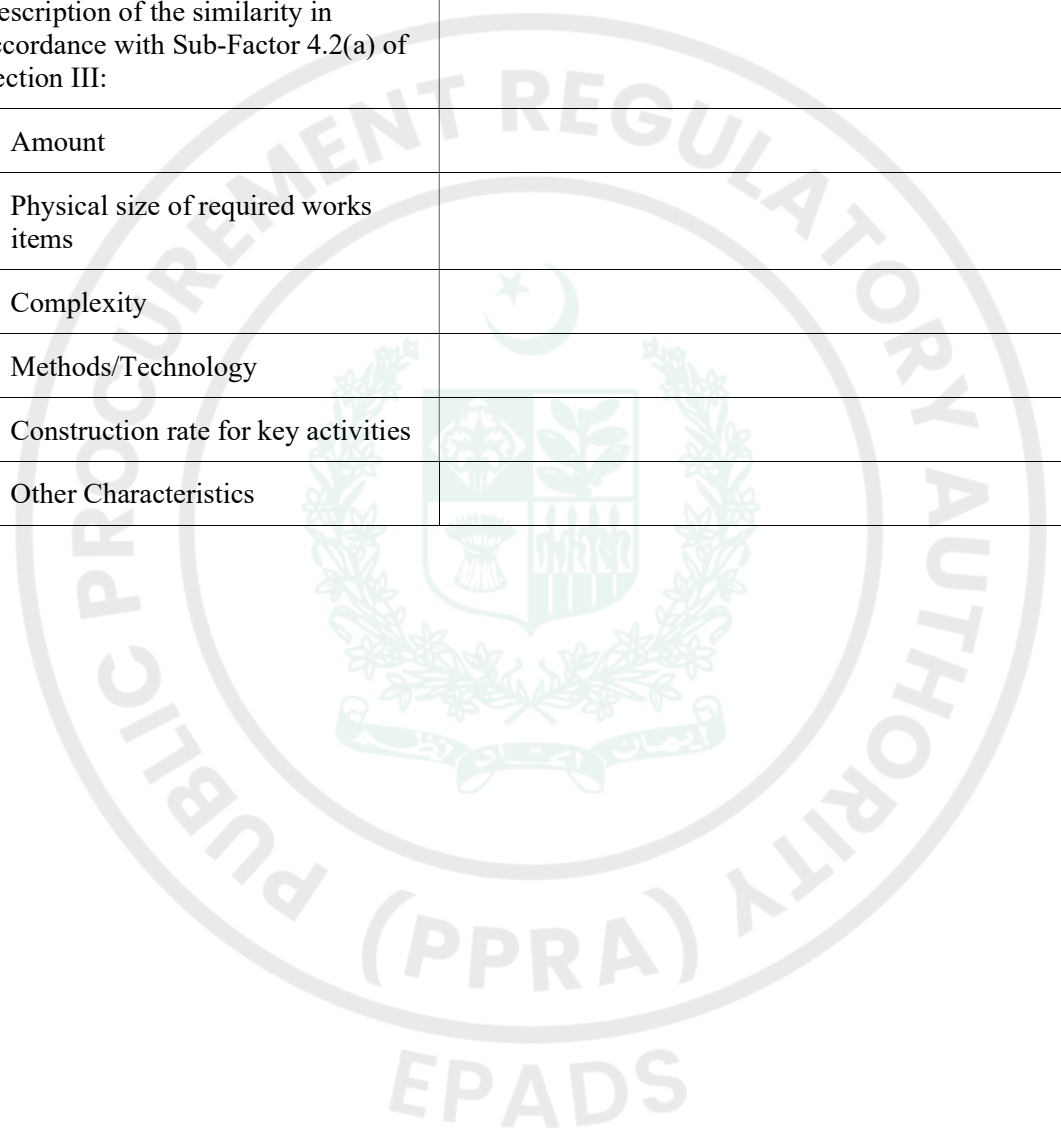 escription of the similarity in
ccordance with Sub-Factor 4.2(a) of
ection III:
Amount
Physical size of required works
items
Complexity
Methods/Technology
Construction rate for key activities
Other Characteristics
PUBLIC PROCUREMENT REGULATORY AUTHORITY
(PPRA)
EPADS